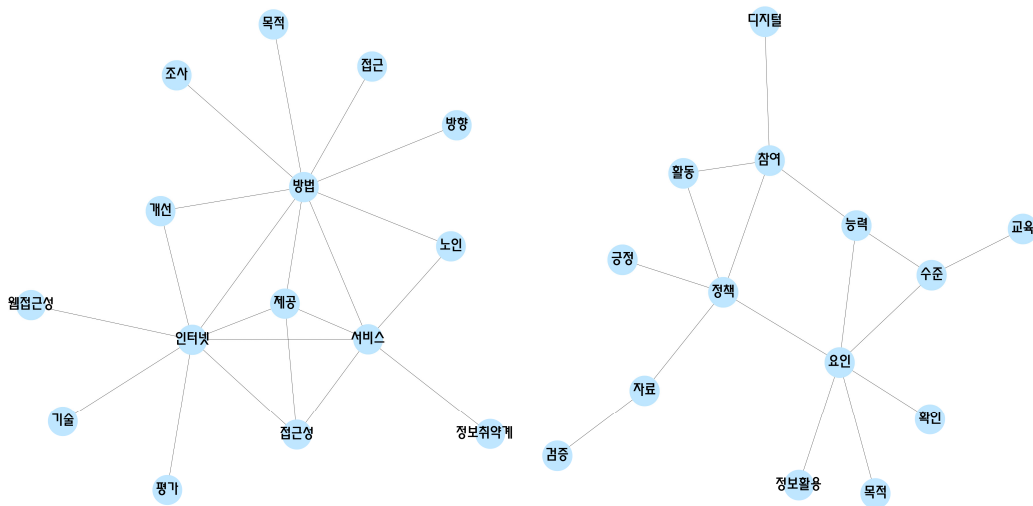 목적
조사
접근
방향
방법
개선
노인
제공
웹접근성
인터넷
서비스
기술
접근성
정보취약계
평가
디지털
참여
활동
능력
교육
긍정
수준
정책
요인
자료
확인
검증
정보활용
목적